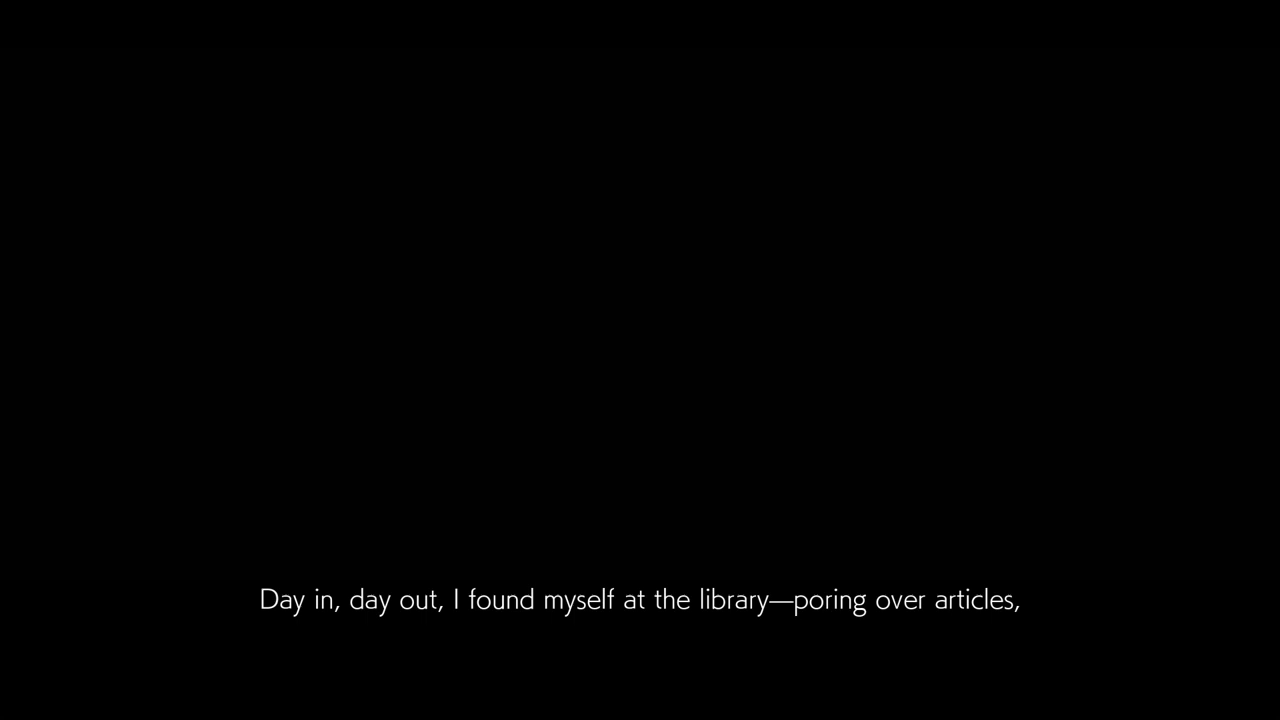 Day in, day out, I found myself at the library—poring over articles,